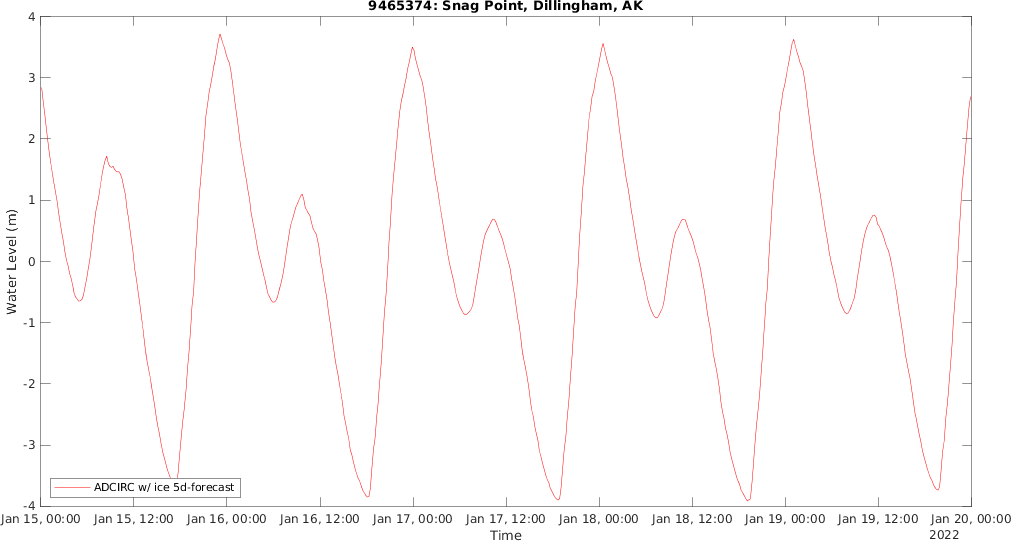 9465374: Snag Point, Dillingham, AK
4
3
2
1
0
-1
-2
-3
-4
Water Level (m)
ADCIRC w/ ice 5d-forecast
Jan 15, 00:00 Jan 15, 12:00 Jan 16, 00:00 Jan 16, 12:00 Jan 17, 00:00 Jan 17, 12:00 Jan 18, 00:00 Jan 18, 12:00 Jan 19, 00:00 Jan 19, 12:00 Jan 20, 00:00
Time
2022